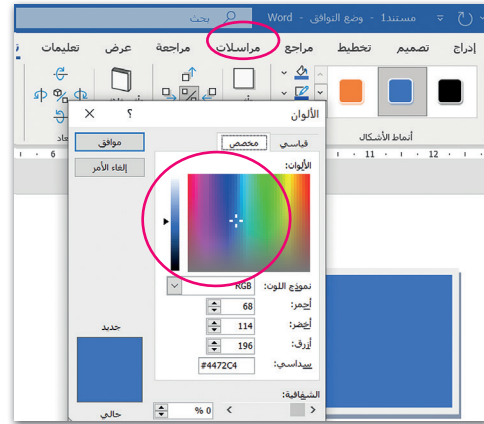 مستند1 - وضع التوافق - Word
بحث
إدراج تصميم تخطيط مراجع مراسلات مراجعة عرض تعليمات
أنماط الأشكال
6 11 12
الألوان
؟ X
قياسي مخصص
موافق
إلغاء الأمر
الألوان:
نموذج اللون: RGB
أحمر: 68
أخضر: 114
أزرق: 196
سداسي: #4472C4
جديد
حالي
الشفافية:
0 %